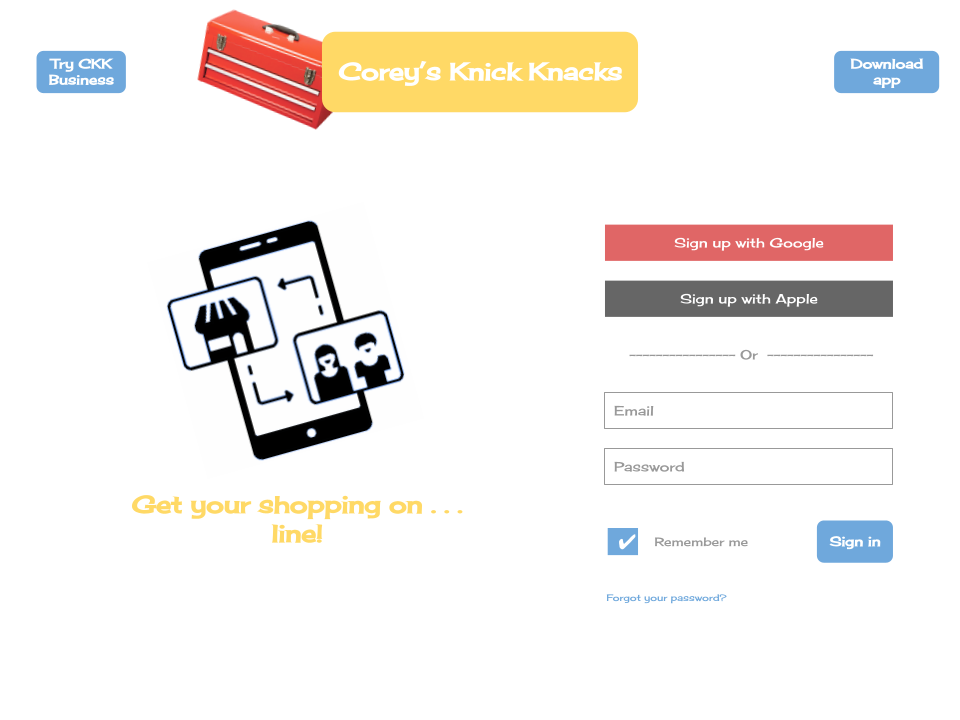 Try CKK
Business
Corey's Knick Knacks
Download
app
Sign up with Google
Sign up with Apple
---------------- Or ----------------
Email
Password
Get your shopping on . . .
line!
✔ Remember me
Sign in
Forgot your password?